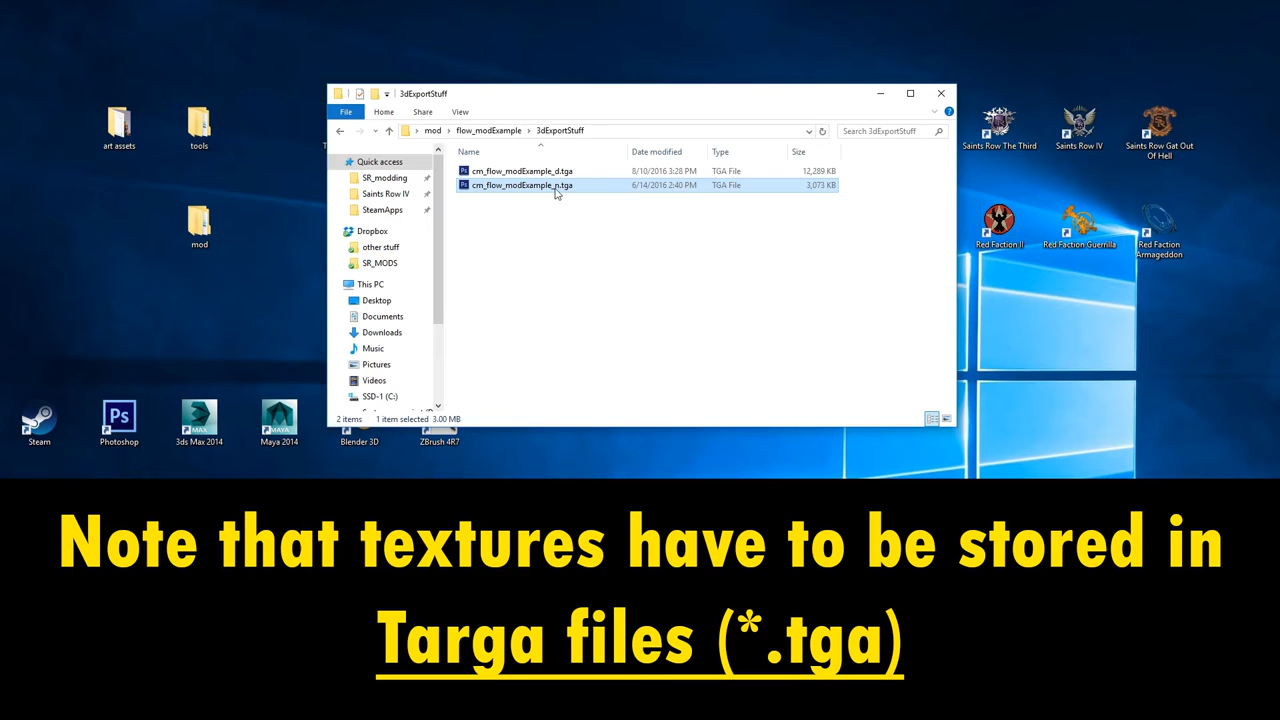 3dExportStuff
File
Home
Share
View
mod
flow_modExample
3dExportStuff
Search 3dExportStuff
Name
Date modified
Type
Size
cm_flow_modExample_d.tga
8/10/2016 3:28 PM
TGA File
12,289 KB
cm_flow_modExample_n.tga
6/14/2016 2:40 PM
TGA File
3,073 KB
Quick access
SR_modding
Saints Row IV
SteamApps
Dropbox
other stuff
SR_MODS
This PC
Desktop
Documents
Downloads
Music
Pictures
Videos
SSD-1 (C:)
2 items
1 item selected
3.00 MB
art assets
tools
mod
Saints Row The Third
Saints Row IV
Saints Row Gat Out
Of Hell
Red Faction II
Red Faction Guerrilla
Red Faction
Armageddon
Ps
MAX
MAYA
Steam
Photoshop
3ds Max 2014
Maya 2014
Blender 3D
ZBrush 4R7
Note that textures have to be stored in
Targa files (*.tga)